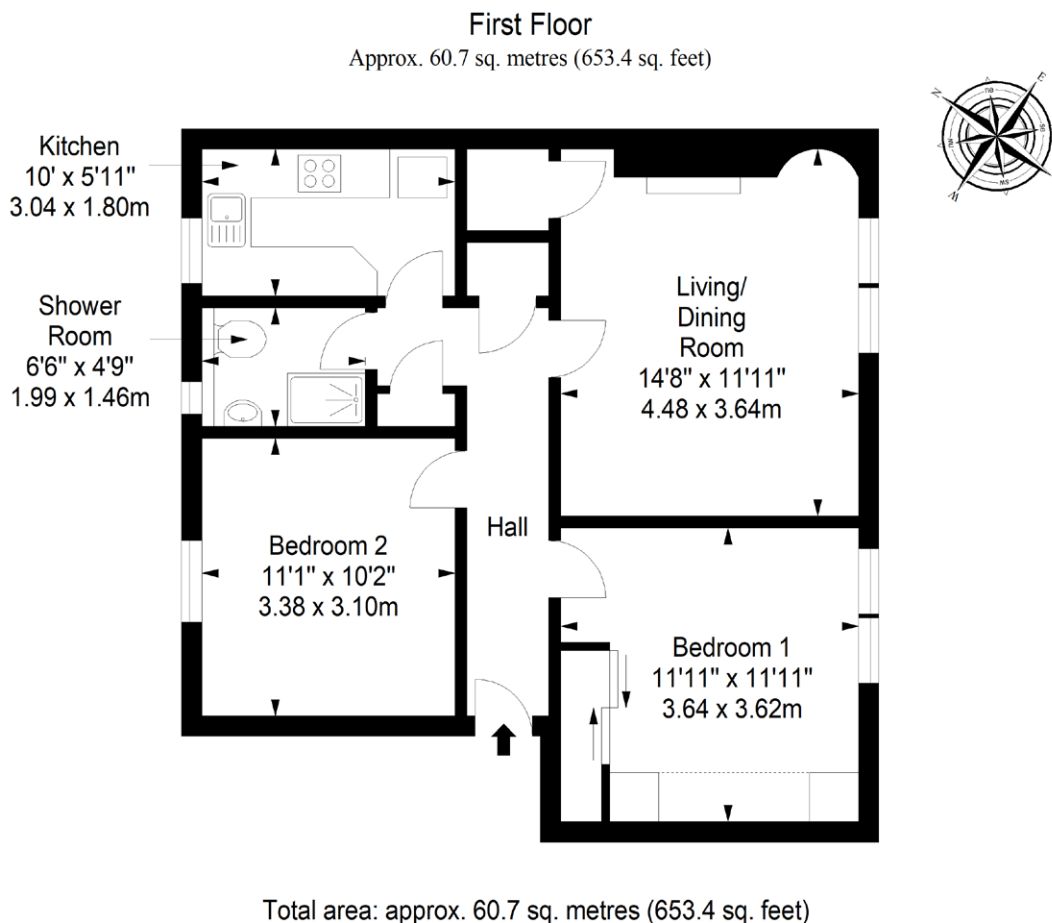 First Floor
Approx. 60.7 sq. metres (653.4 sq. feet)
N
E
W
Kitchen
10' x 5'11"
3.04 x 1.80m
Shower
Room
6'6" x 4'9"
1.99 x 1.46m
Living/
Dining
Room
14'8" x 11'11"
4.48 x 3.64m
Hall
Bedroom 2
11'1" x 10'2"
3.38 x 3.10m
Bedroom 1
11'11" x 11'11"
3.64 x 3.62m
Total area: approx. 60.7 sq. metres (653.4 sq. feet)